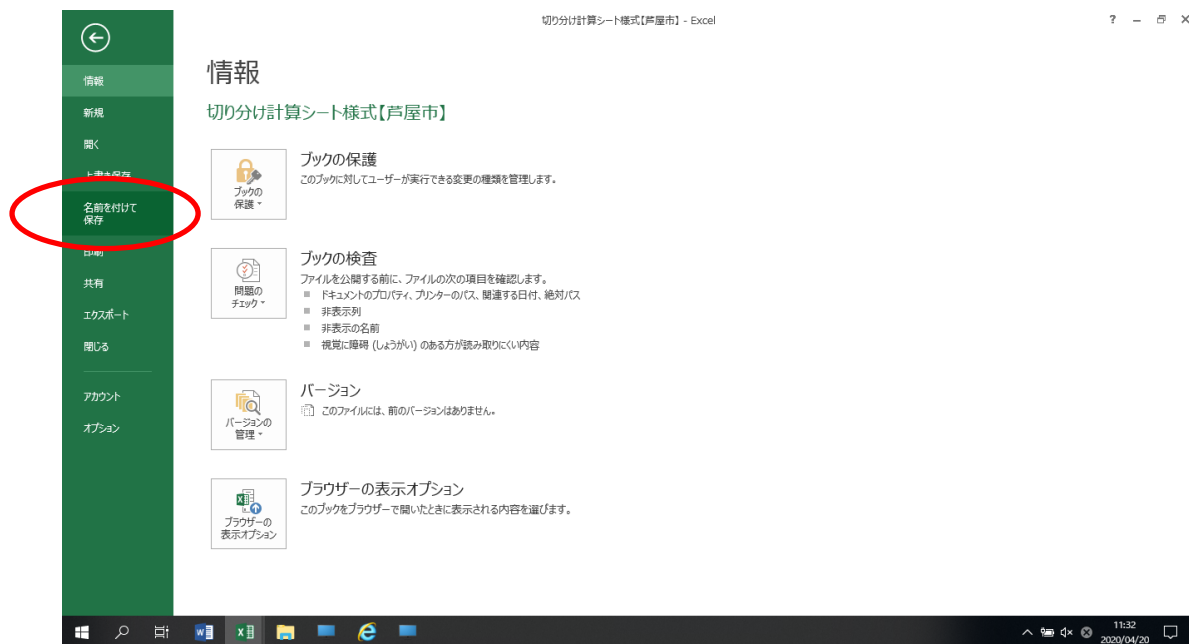 切り分け計算シート様式【芦屋市】 - Excel
?
情報
新規
開く
上書き保存
名前を付けて
保存
印刷
共有
エクスポート
閉じる
アカウント
オプション
情報
切り分け計算シート様式【芦屋市】
ブックの
保護
ブックの保護
このブックに対してユーザーが実行できる変更の種類を管理します。
問題の
チェック
ブックの検査
ファイルを公開する前に、ファイルの次の項目を確認します。
ドキュメントのプロパティ、プリンターのパス、関連する日付、絶対パス
非表示列
非表示の名前
視覚に障碍 (しょうがい) のある方が読み取りにくい内容
バージョンの
管理
バージョン
このファイルには、前のバージョンはありません。
ブラウザーの
表示オプション
ブラウザーの表示オプション
このブックをブラウザーで開いたときに表示される内容を選びます。
11:32
2020/04/20